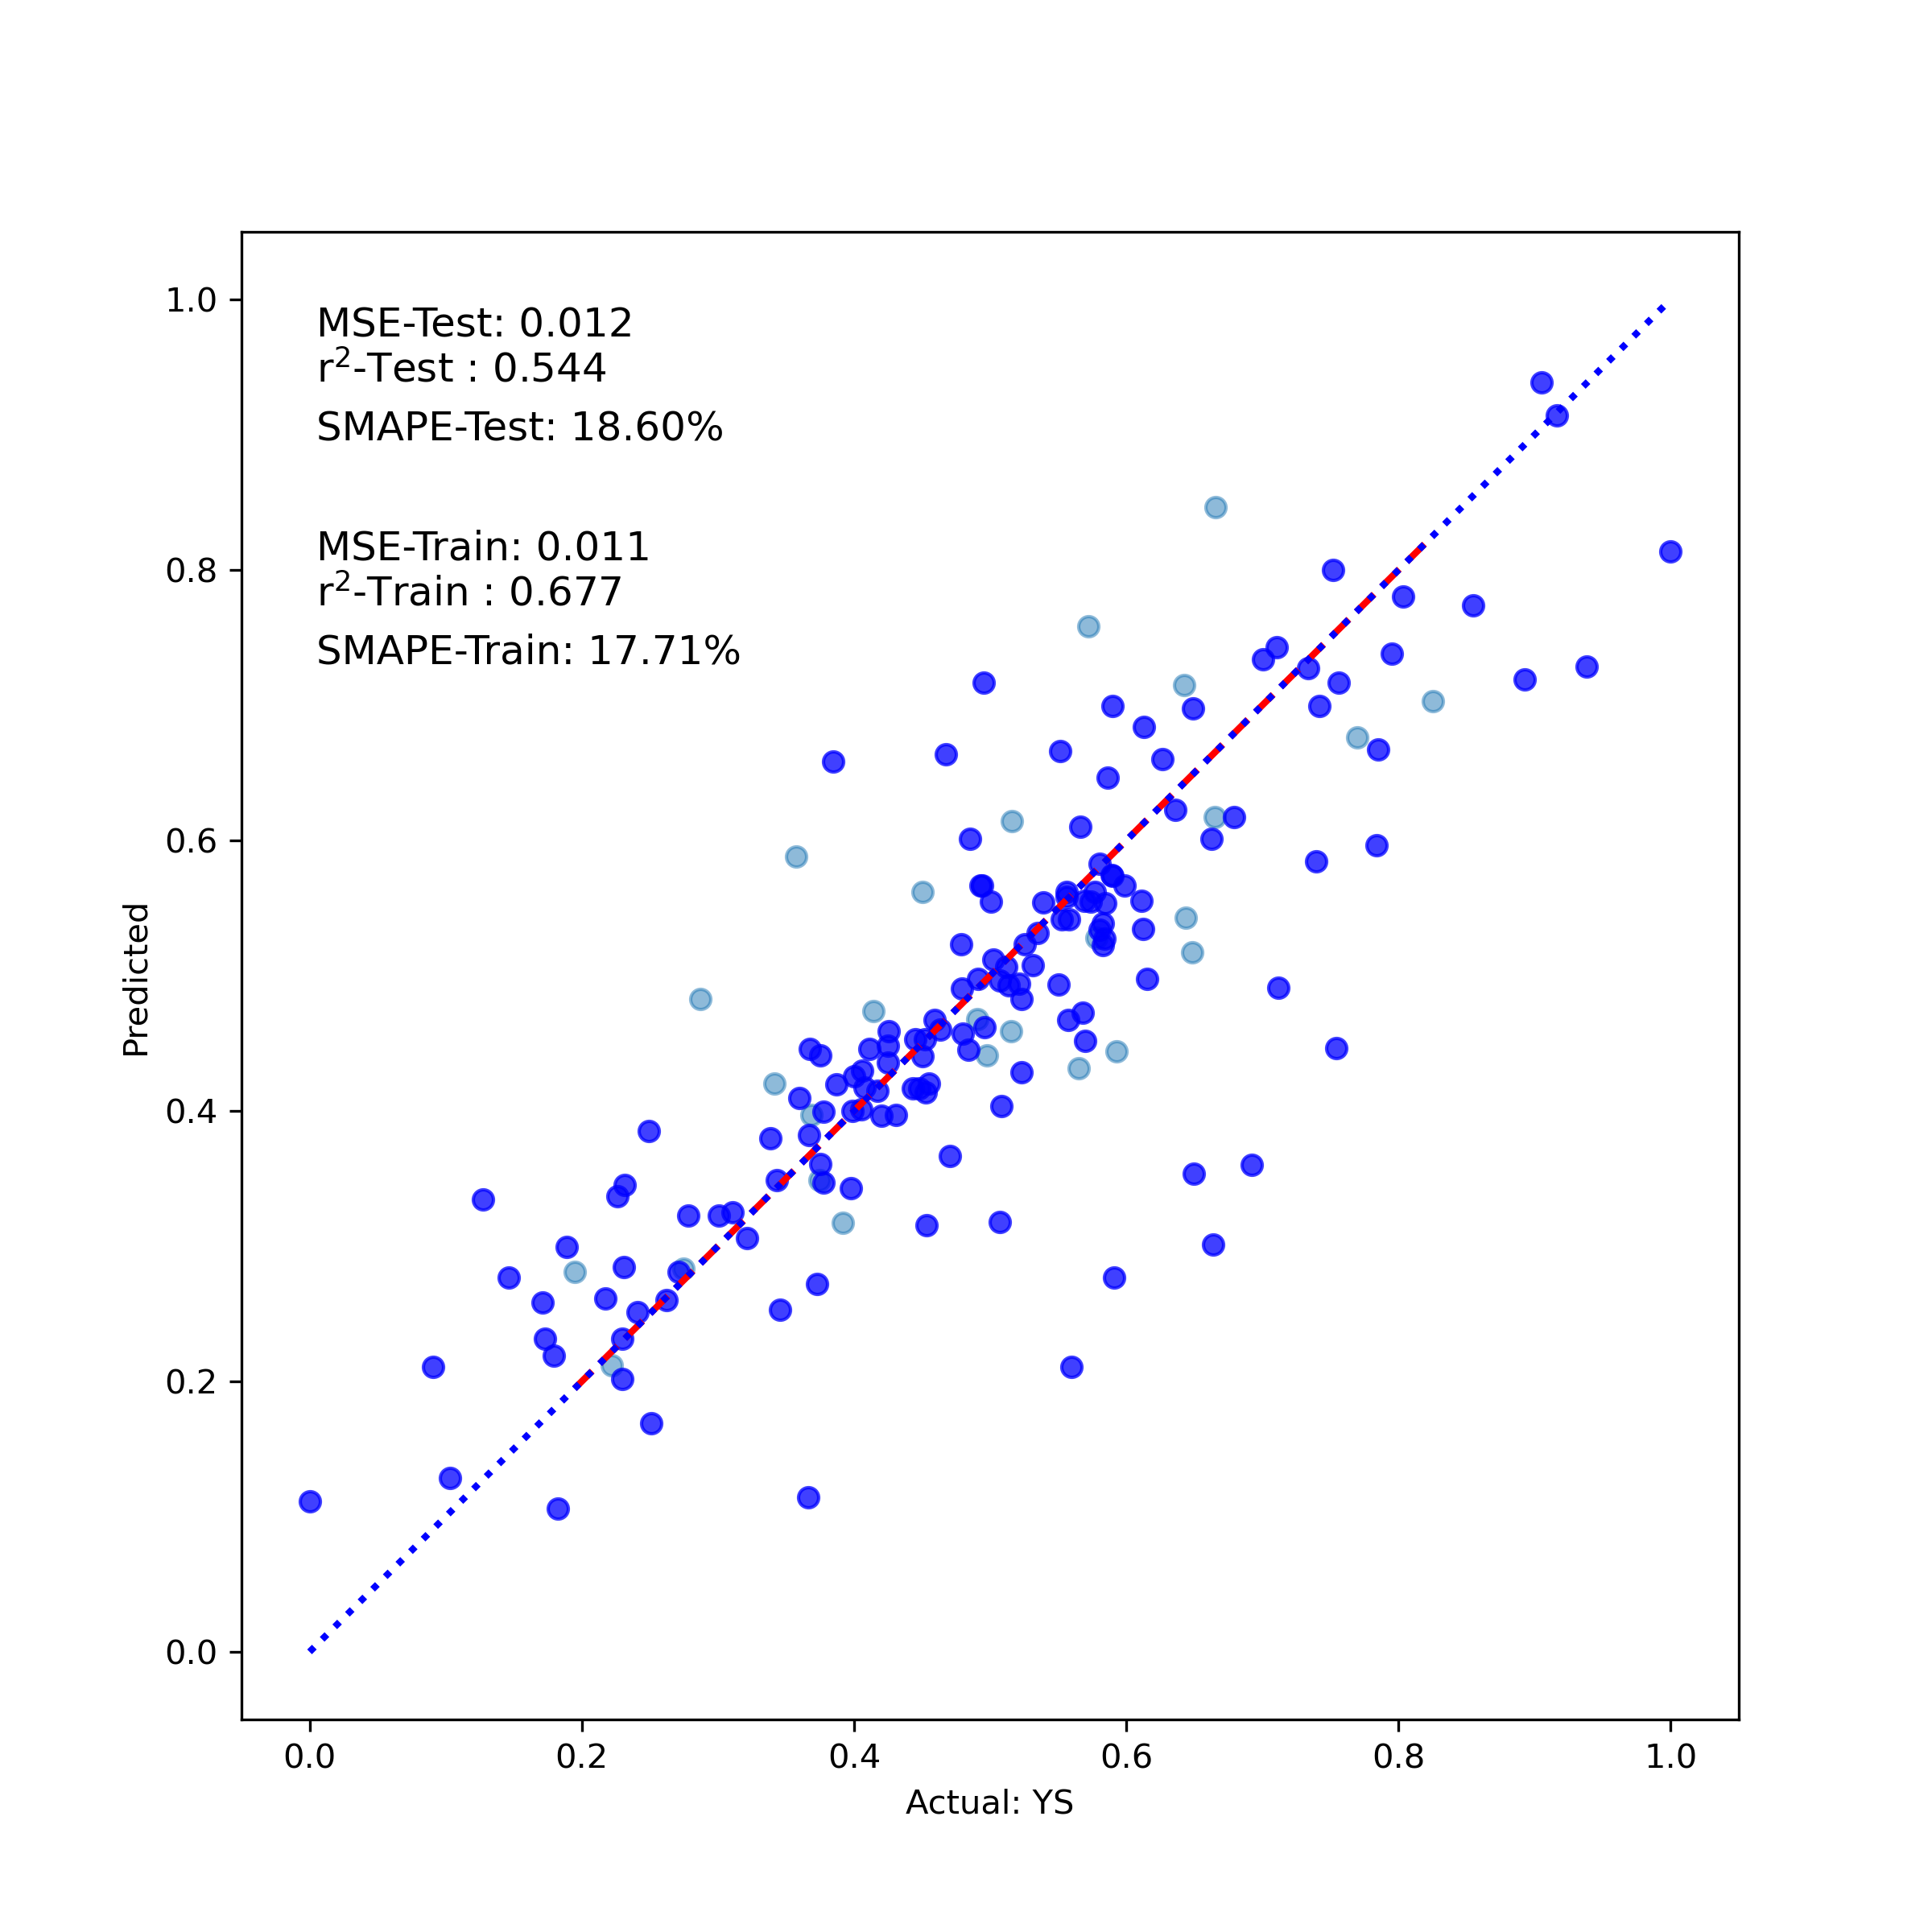 MSE-Test: 0.012
r²-Test : 0.544
SMAPE-Test: 18.60%
MSE-Train: 0.011
r²-Train : 0.677
SMAPE-Train: 17.71%
1.0
0.8
0.6
0.4
0.2
0.0
Predicted
0.0 0.2 0.4 0.6 0.8 1.0
Actual: YS